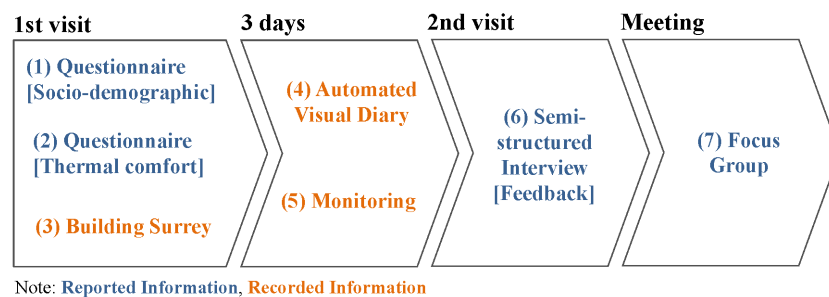 1st visit
3 days
2nd visit
Meeting
(1) Questionnaire
[Socio-demographic]
(2) Questionnaire
[Thermal comfort]
(3) Building Surrey
(4) Automated
Visual Diary
(5) Monitoring
(6) Semi-
structured
Interview
[Feedback]
(7) Focus
Group
Note: Reported Information, Recorded Information